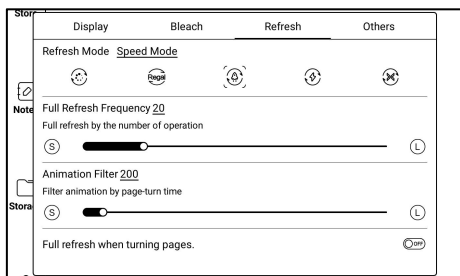 Store
Display Bleach Refresh Others
Refresh Mode Speed Mode
Regal
Full Refresh Frequency 20
Note
Full refresh by the number of operation
S L
Animation Filter 200
Filter animation by page-turn time
Stora
S L
Full refresh when turning pages. OFF